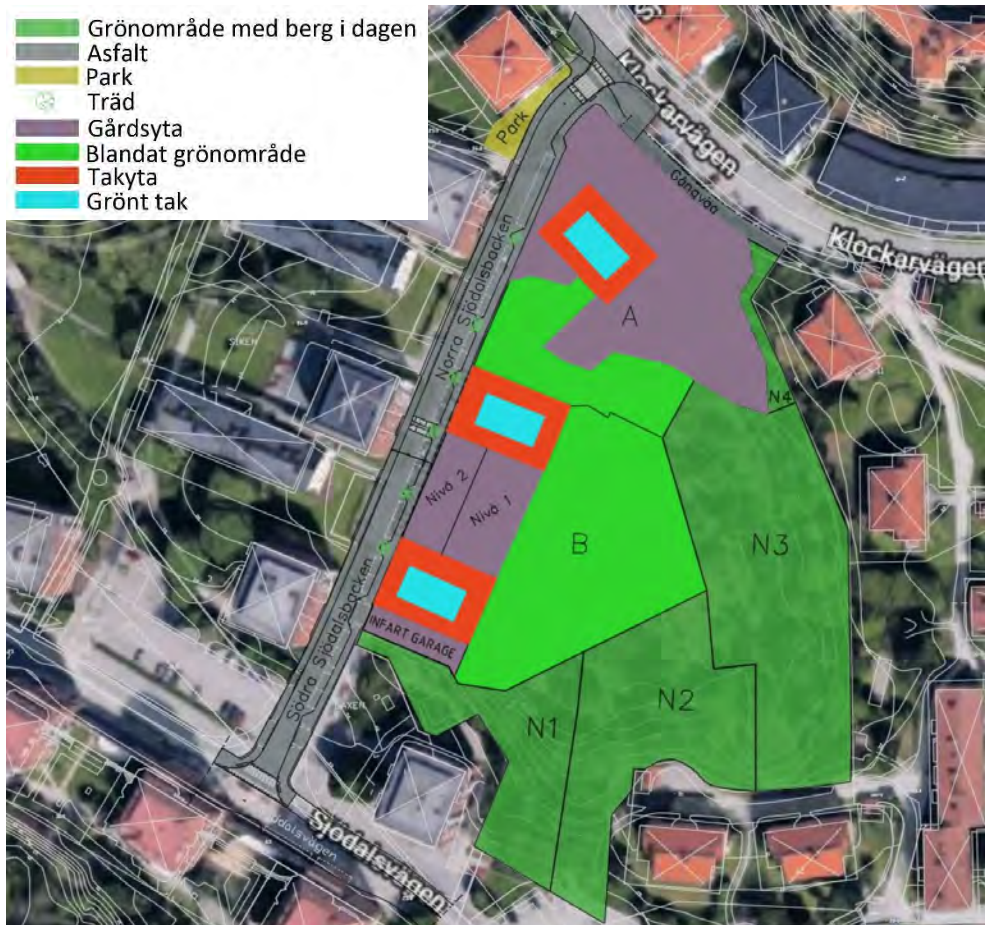 Grönområde med berg i dagen
Asfalt
Park
Träd
Gårdsyta
Blandat grönområde
Takyta
Grönt tak
Klockarvägen
Park
Klockarvägen
Norra Sjödalsbacken
A
SIKEN
N4
Nivå 2
Nivå 1
B
N3
INFART GARAGE
Södra Sjödalsbacken
N1
N2
Sjödalsvägen